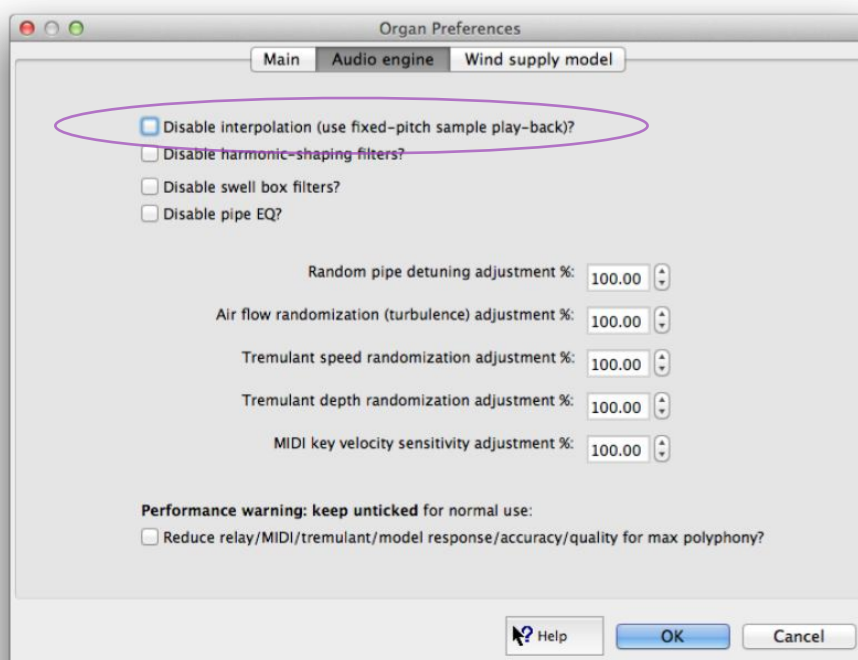 Organ Preferences
Main Audio engine Wind supply model
Disable interpolation (use fixed-pitch sample play-back)?
Disable harmonic-shaping filters?
Disable swell box filters?
Disable pipe EQ?
Random pipe detuning adjustment %: 100.00
Air flow randomization (turbulence) adjustment %: 100.00
Tremulant speed randomization adjustment %: 100.00
Tremulant depth randomization adjustment %: 100.00
MIDI key velocity sensitivity adjustment %: 100.00
Performance warning: keep unticked for normal use:
Reduce relay/MIDI/tremulant/model response/accuracy/quality for max polyphony?
? Help OK Cancel